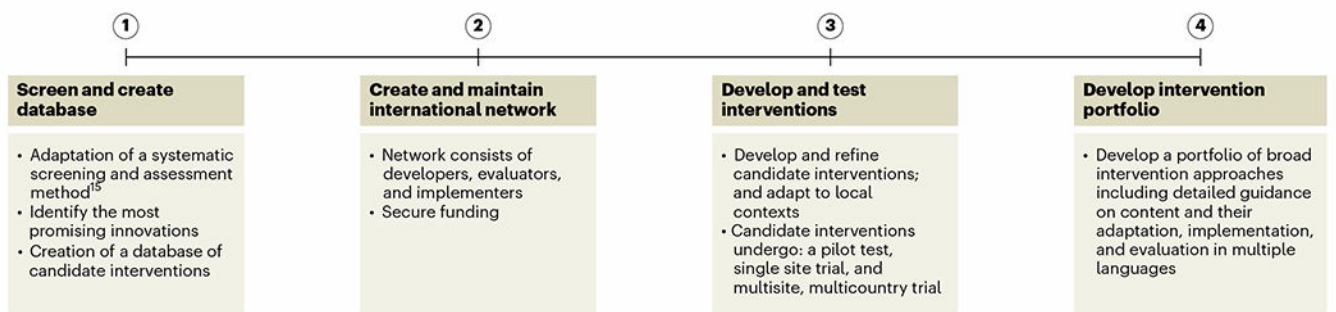 1
2
3
4
Screen and create
database
• Adaptation of a systematic
screening and assessment
method15
• Identify the most
promising innovations
• Creation of a database of
candidate interventions
Create and maintain
international network
• Network consists of
developers, evaluators,
and implementers
• Secure funding
Develop and test
interventions
• Develop and refine
candidate interventions;
and adapt to local
contexts
• Candidate interventions
undergo: a pilot test,
single site trial, and
multisite, multicountry trial
Develop intervention
portfolio
• Develop a portfolio of broad
intervention approaches
including detailed guidance
on content and their
adaptation, implementation,
and evaluation in multiple
languages